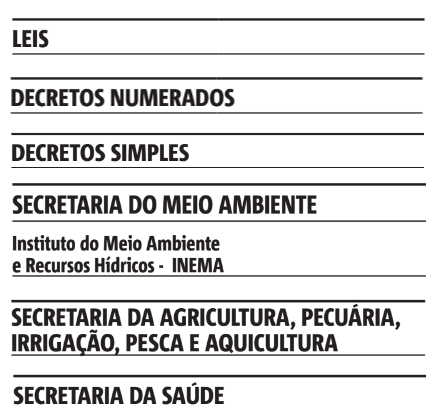 LEIS
DECRETOS NUMERADOS
DECRETOS SIMPLES
SECRETARIA DO MEIO AMBIENTE
Instituto do Meio Ambiente
e Recursos Hídricos - INEMA
SECRETARIA DA AGRICULTURA, PECUÁRIA,
IRRIGAÇÃO, PESCA E AQUICULTURA
SECRETARIA DA SAÚDE